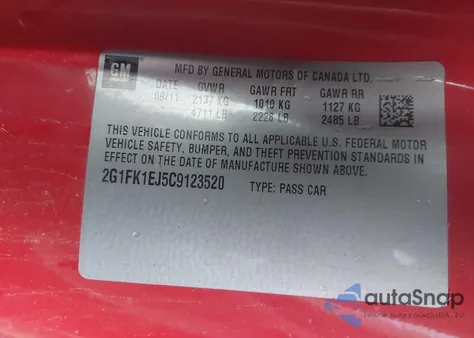 GM
MFD BY GENERAL MOTORS OF CANADA LTD.
DATE GVWR GAWR FRT GAWR RR
09/11 2137 KG 1010 KG 1127 KG
4711 LB 2226 LB 2485 LB
THIS VEHICLE CONFORMS TO ALL APPLICABLE U.S. FEDERAL MOTOR
VEHICLE SAFETY, BUMPER, AND THEFT PREVENTION STANDARDS IN
EFFECT ON THE DATE OF MANUFACTURE SHOWN ABOVE.
2G1FK1EJ5C9123520 TYPE: PASS CAR
autoSnap